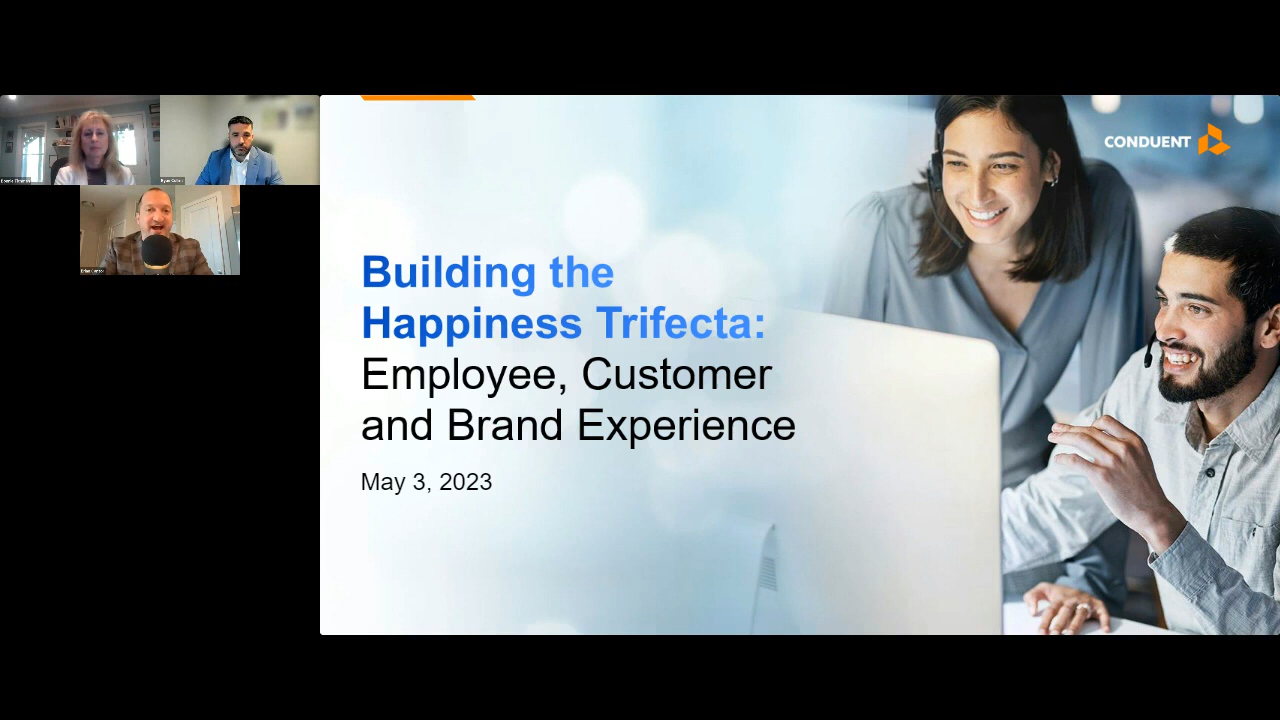 CONDUENT
Building the
Happiness Trifecta:
Employee, Customer
and Brand Experience
May 3, 2023